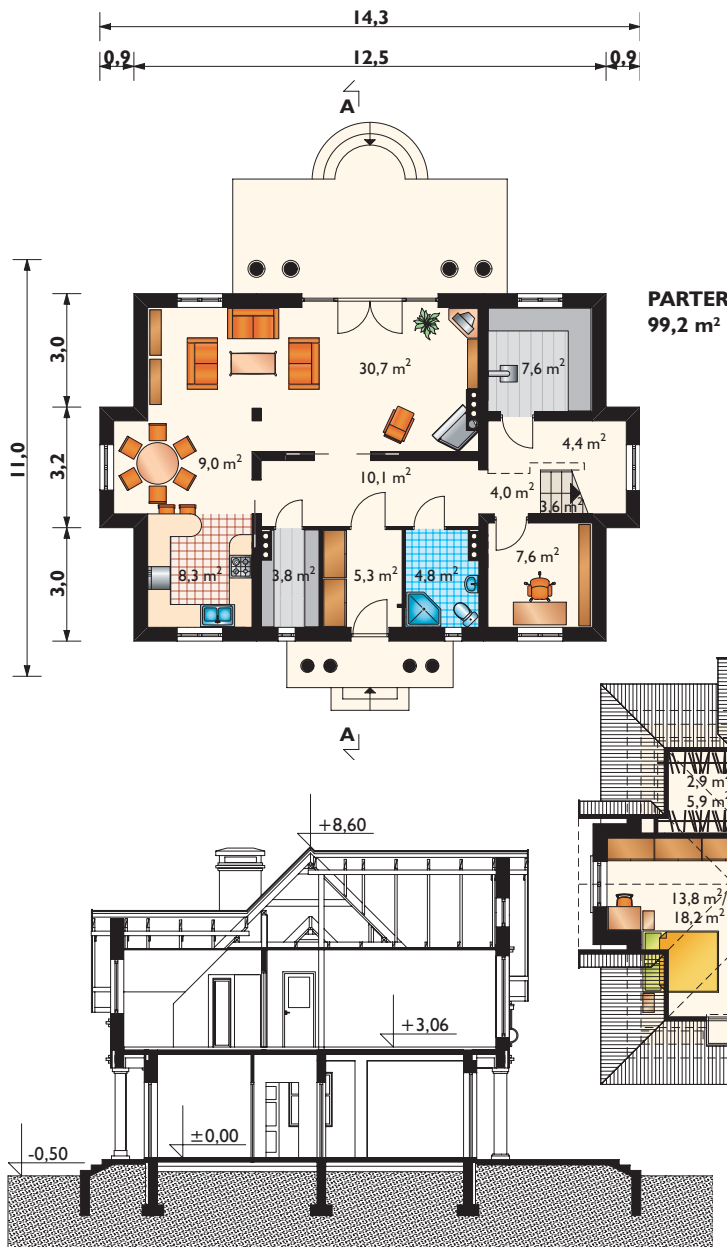 14,3
0,9
12,5
0,9
A
PARTER
99,2 m²
3,0
3,2
3,0
11,0
30,7 m²
7,6 m²
9,0 m²
10,1 m²
4,4 m²
4,0 m²
3,6 m²
8,3 m²
3,8 m²
5,3 m²
4,8 m²
7,6 m²
A
2,9 m²
5,9 m²
13,8 m²
18,2 m²
+8,60
+3,06
±0,00
-0,50